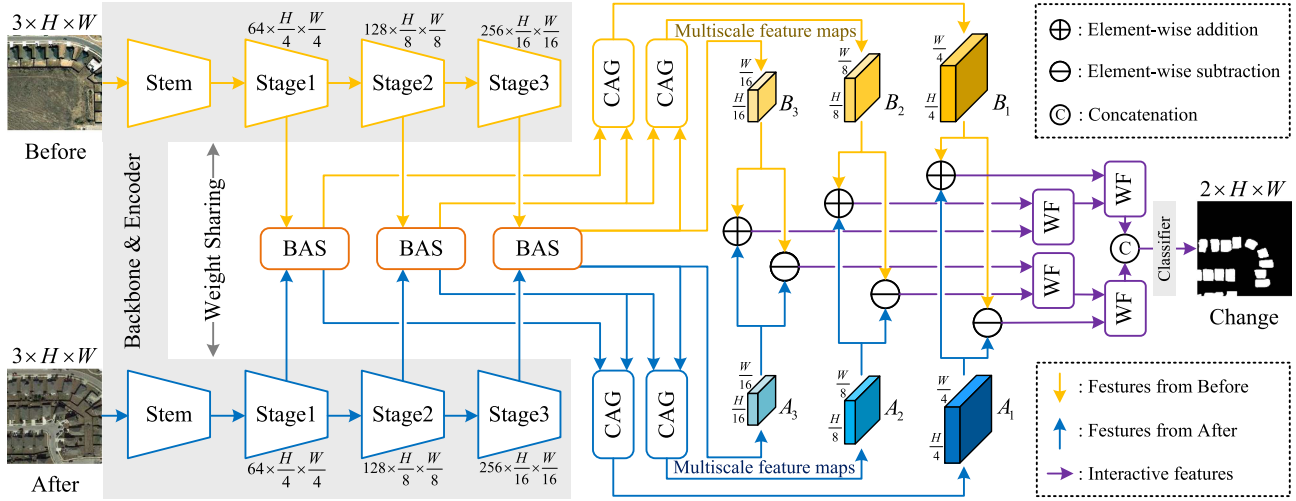 3 × H × W
Before
Backbone & Encoder
Stem
Stage1
Stage2
Stage3
64 × H/4 × W/4
128 × H/8 × W/8
256 × H/16 × W/16
Weight Sharing
BAS
BAS
BAS
CAG
CAG
Multiscale feature maps
W/16
H/16
B3
W/8
H/8
B2
W/4
H/4
B1
+ : Element-wise addition
− : Element-wise subtraction
C : Concatenation
WF
WF
WF
WF
C
Classifier
2 × H × W
Change
3 × H × W
After
Stem
Stage1
Stage2
Stage3
64 × H/4 × W/4
128 × H/8 × W/8
256 × H/16 × W/16
CAG
CAG
Multiscale feature maps
W/16
H/16
A3
W/8
H/8
A2
W/4
H/4
A1
: Festures from Before
: Festures from After
: Interactive features